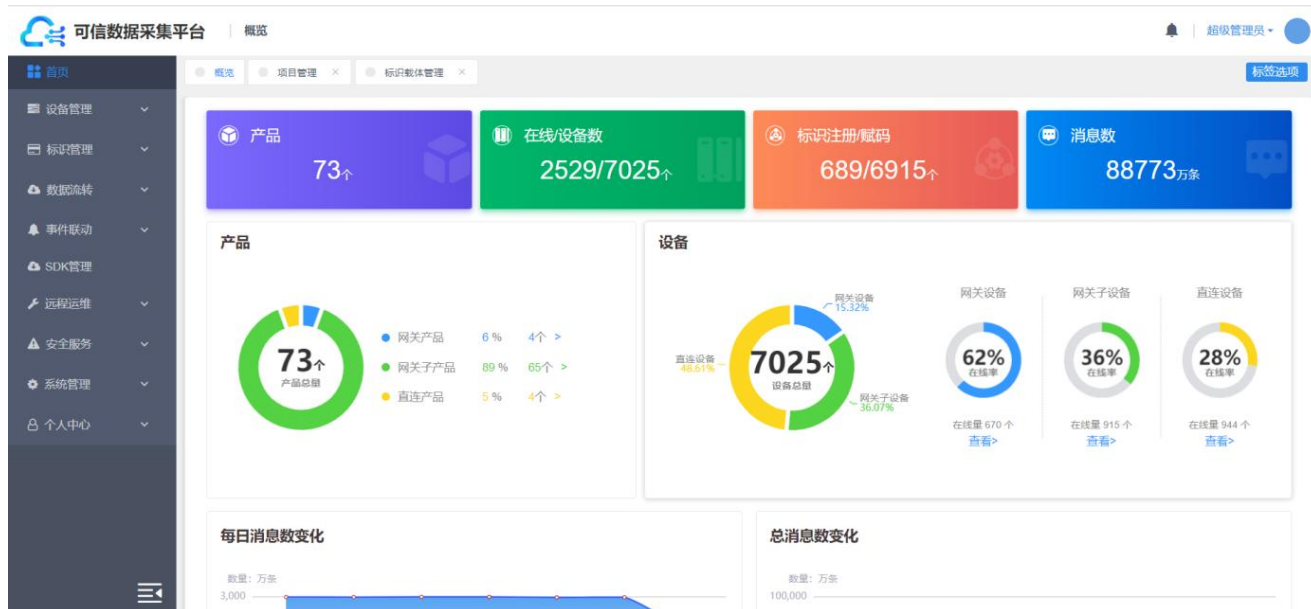 可信数据采集平台
概览
超级管理员
首页
概览
项目管理 ×
标识载体管理 ×
标签选项
设备管理
标识管理
数据流转
事件联动
SDK管理
远程运维
安全服务
系统管理
个人中心
产品
73个
在线/设备数
2529/7025个
标识注册/赋码
689/6915个
消息数
88773万条
产品
73个
产品总量
网关产品 6 % 4个 >
网关子产品 89 % 65个 >
直连产品 5 % 4个 >
设备
7025个
设备总量
网关设备
15.32%
直连设备
48.61%
网关子设备
36.07%
网关设备
62%
在线率
在线量 670 个
查看>
网关子设备
36%
在线率
在线量 915 个
查看>
直连设备
28%
在线率
在线量 944 个
查看>
每日消息数变化
数量：万条
3,000
总消息数变化
数量：万条
100,000